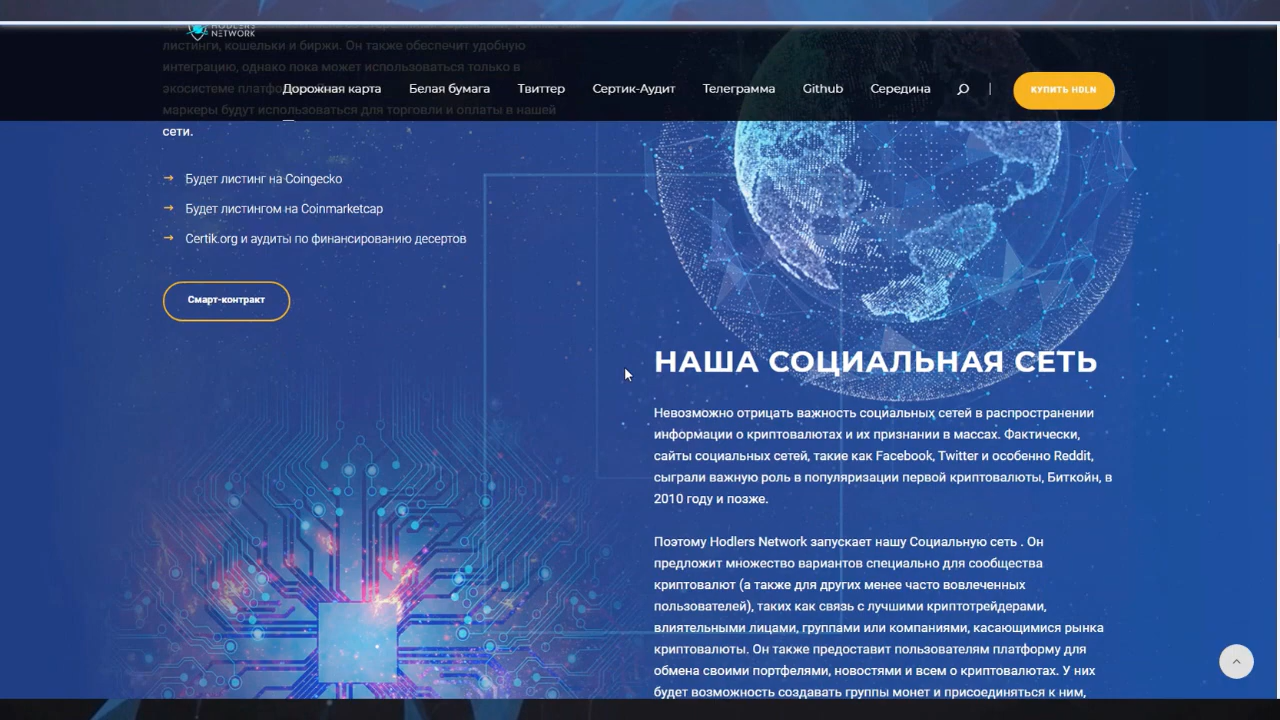 HODLERS
NETWORK
листинги, кошельки и биржи. Он также обеспечит удобную
интеграцию, однако пока может использоваться только в
экосистеме платфо
маркеры будут использоваться для торговли и оплаты в нашей
сети.
Дорожная карта
Белая бумага
Твиттер
Сертик-Аудит
Телеграмма
Github
Середина
КУПИТЬ HDLN
Будет листинг на Coingecko
Будет листингом на Coinmarketcap
Certik.org и аудиты по финансированию десертов
Смарт-контракт
НАША СОЦИАЛЬНАЯ СЕТЬ
Невозможно отрицать важность социальных сетей в распространении
информации о криптовалютах и их признании в массах. Фактически,
сайты социальных сетей, такие как Facebook, Twitter и особенно Reddit,
сыграли важную роль в популяризации первой криптовалюты, Биткойн, в
2010 году и позже.
Поэтому Hodlers Network запускает нашу Социальную сеть . Он
предложит множество вариантов специально для сообщества
криптовалют (а также для других менее часто вовлеченных
пользователей), таких как связь с лучшими криптотрейдерами,
влиятельными лицами, группами или компаниями, касающимися рынка
криптовалюты. Он также предоставит пользователям платформу для
обмена своими портфелями, новостями и всем о криптовалютах. У них
будет возможность создавать группы монет и присоединяться к ним,